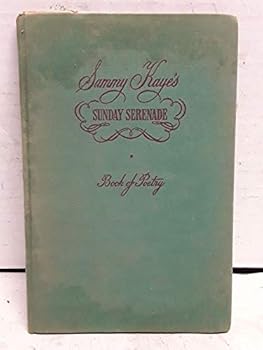 Sammy Kaye's
SUNDAY SERENADE
Book of Poetry